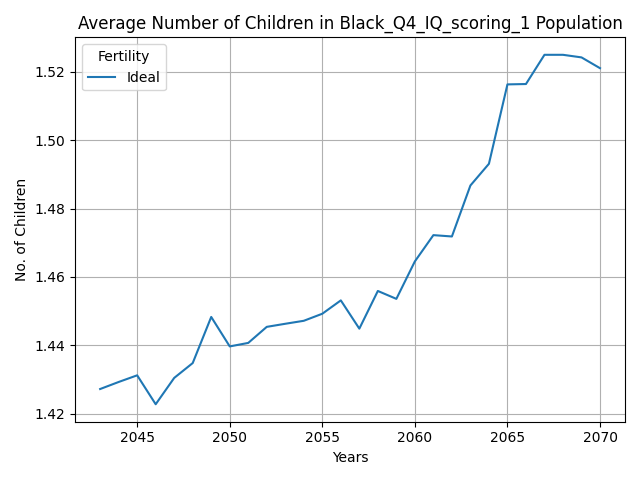 Average Number of Children in Black_Q4_IQ_scoring_1 Population
Fertility
Ideal
No. of Children
1.52
1.50
1.48
1.46
1.44
1.42
2045 2050 2055 2060 2065 2070
Years